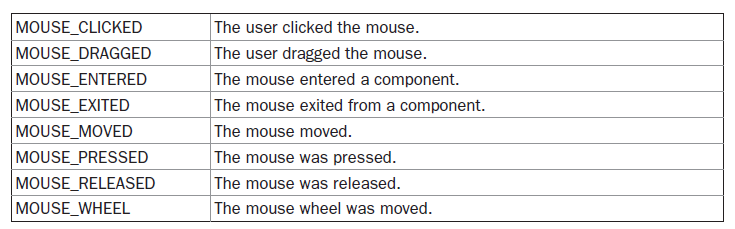 MOUSE_CLICKED The user clicked the mouse.
MOUSE_DRAGGED The user dragged the mouse.
MOUSE_ENTERED The mouse entered a component.
MOUSE_EXITED The mouse exited from a component.
MOUSE_MOVED The mouse moved.
MOUSE_PRESSED The mouse was pressed.
MOUSE_RELEASED The mouse was released.
MOUSE_WHEEL The mouse wheel was moved.